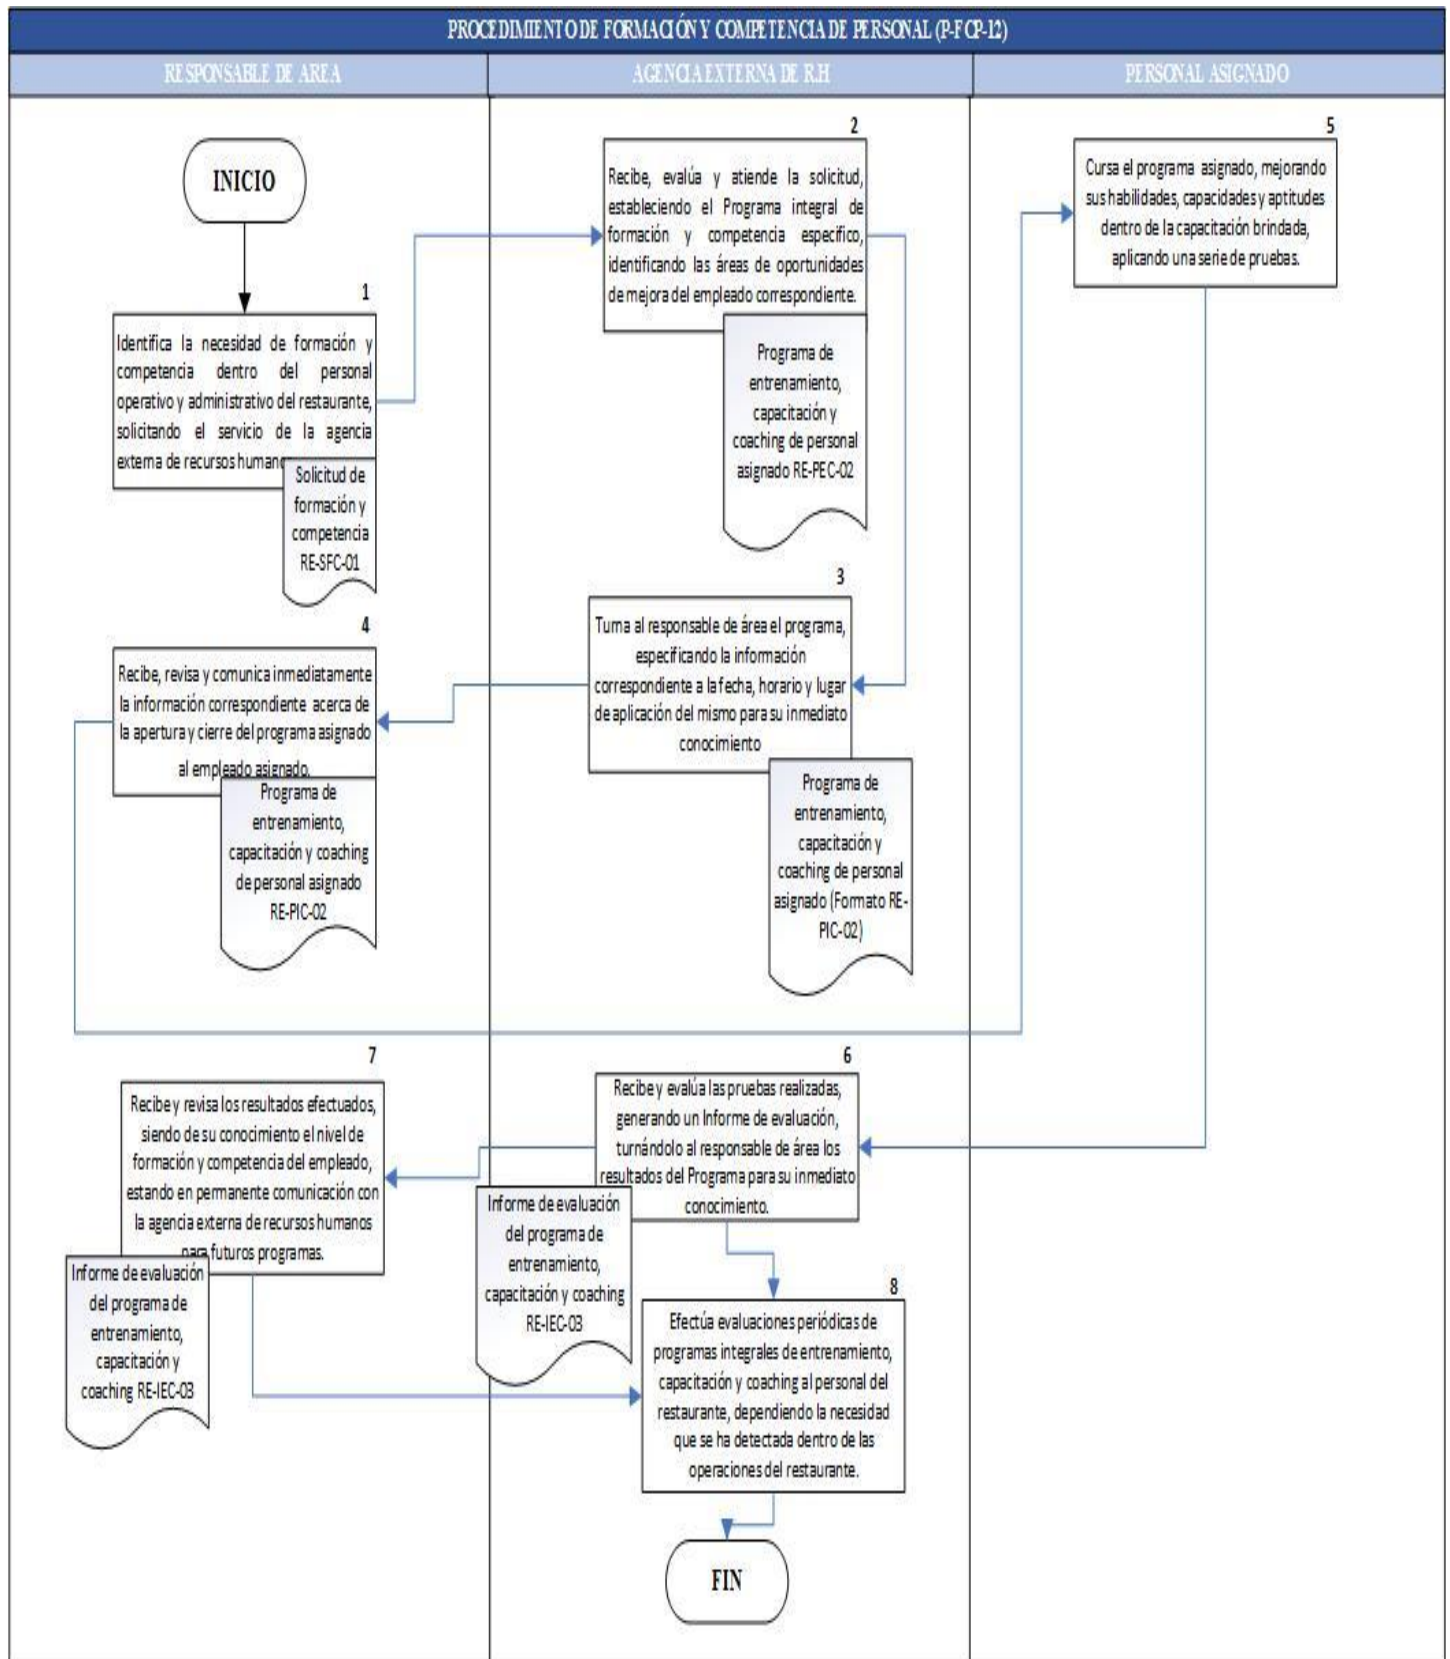 PROCEDIMIENTO DE FORMACIÓN Y COMPETENCIA DE PERSONAL (P-FCP-12)
RESPONSABLE DE AREA
AGENCIA EXTERNA DE R.H
PERSONAL ASIGNADO
INICIO
1
Identifica la necesidad de formación y
competencia dentro del personal
operativo y administrativo del restaurante,
solicitando el servicio de la agencia
externa de recursos humano
Solicitud de
formación y
competencia
RE-SFC-01
2
Recibe, evalúa y atiende la solicitud,
estableciendo el Programa integral de
formación y competencia específico,
identificando las áreas de oportunidades
de mejora del empleado correspondiente.
Programa de
entrenamiento,
capacitación y
coaching de personal
asignado RE-PEC-02
3
Turna al responsable de área el programa,
especificando la información
correspondiente a la fecha, horario y lugar
de aplicación del mismo para su inmediato
conocimiento
Programa de
entrenamiento,
capacitación y
coaching de personal
asignado (Formato RE-
PIC-02)
4
Recibe, revisa y comunica inmediatamente
la información correspondiente acerca de
la apertura y cierre del programa asignado
al empleado asignado.
Programa de
entrenamiento,
capacitación y coaching
de personal asignado
RE-PIC-02
5
Cursa el programa asignado, mejorando
sus habilidades, capacidades y aptitudes
dentro de la capacitación brindada,
aplicando una serie de pruebas.
6
Recibe y evalúa las pruebas realizadas,
generando un Informe de evaluación,
turnándolo al responsable de área los
resultados del Programa para su inmediato
conocimiento.
Informe de evaluación
del programa de
entrenamiento,
capacitación y coaching
RE-IEC-03
7
Recibe y revisa los resultados efectuados,
siendo de su conocimiento el nivel de
formación y competencia del empleado,
estando en permanente comunicación con
la agencia externa de recursos humanos
para futuros programas.
Informe de evaluación
del programa de
entrenamiento,
capacitación y
coaching RE-IEC-03
8
Efectúa evaluaciones periódicas de
programas integrales de entrenamiento,
capacitación y coaching al personal del
restaurante, dependiendo la necesidad
que se ha detectada dentro de las
operaciones del restaurante.
FIN